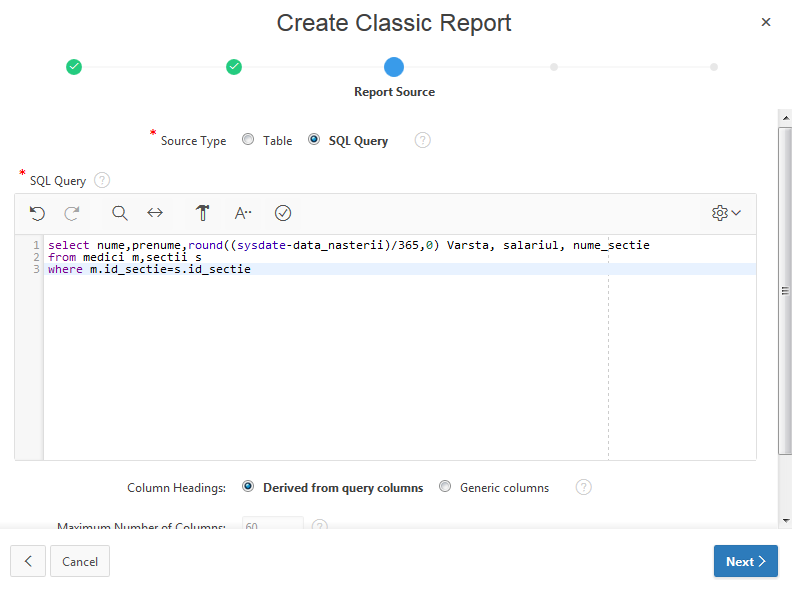 Create Classic Report
×
Report Source
* Source Type Table SQL Query ?
* SQL Query ?
A··
1 select nume,prenume,round((sysdate-data_nasterii)/365,0) Varsta, salariul, nume_sectie
2 from medici m,sectii s
3 where m.id_sectie=s.id_sectie
Column Headings: Derived from query columns Generic columns ?
Maximum Number of Columns: 60 ?
Cancel Next